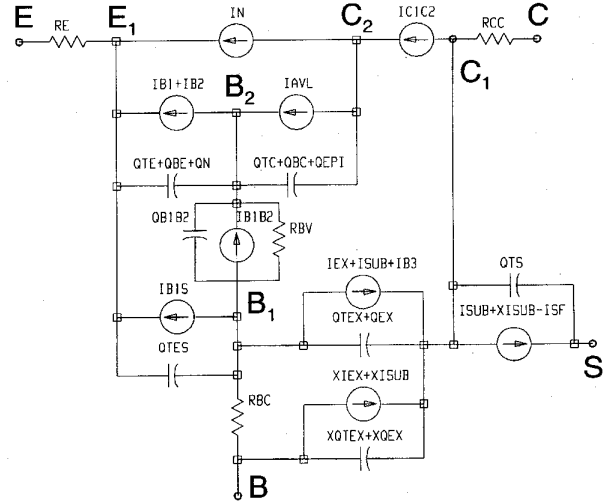 E
RE
E1
IN
C2
IC1C2
RCC
C
C1
IB1+IB2
B2
IAVL
QTE+QBE+QN
QTC+QBC+QEPI
QB1B2
IB1B2
RBV
IB1S
B1
IEX+ISUB+IB3
QTS
QTEX+QEX
ISUB+XISUB-ISF
S
QTES
RBC
XIEX+XISUB
XQTEX+XQEX
B